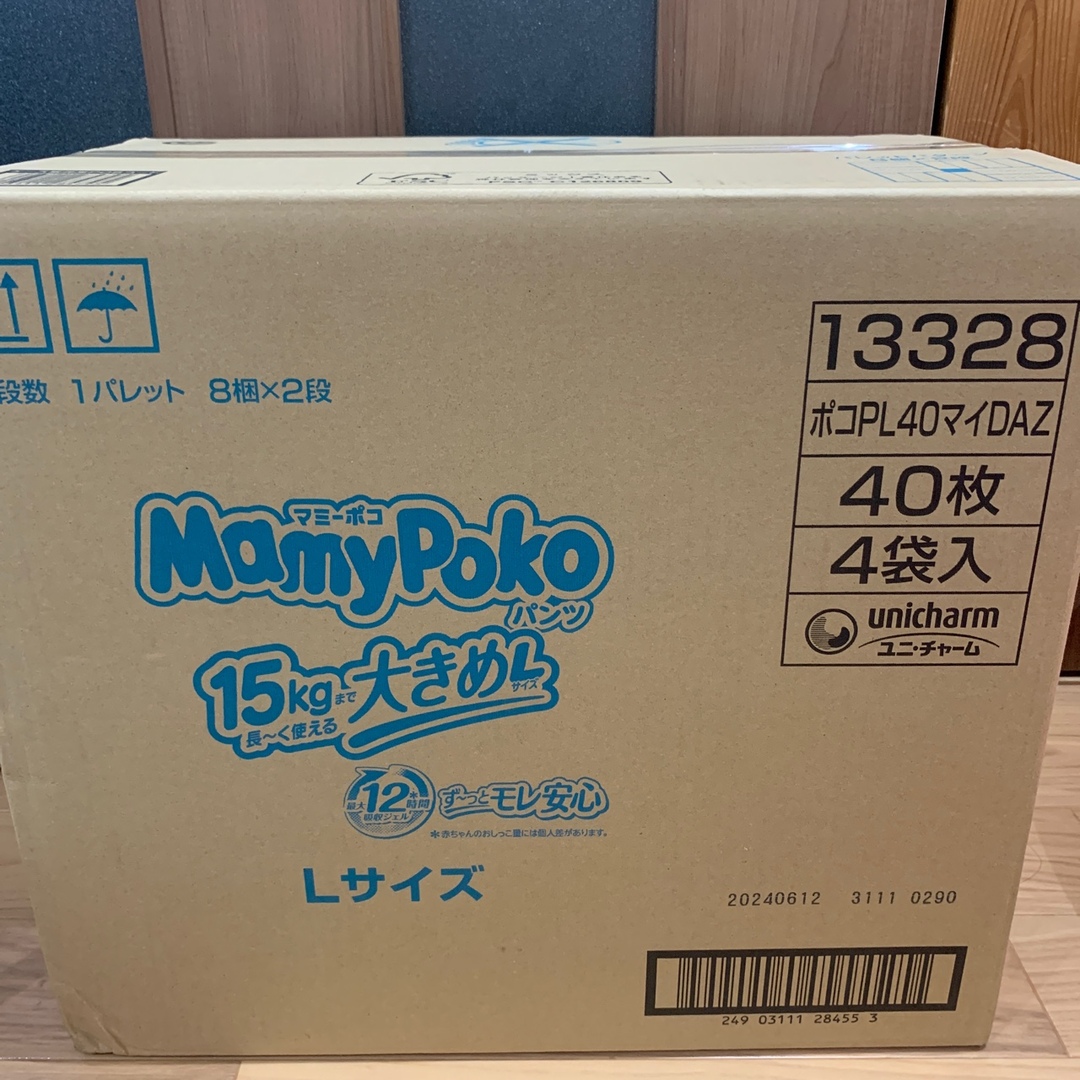 段数 1パレット 8梱×2段
13328
ポコPL40マイDAZ
40枚
4袋入
unicharm
ユニ・チャーム
マミーポコ
MamyPoko
パンツ
15kgまで
長〜く使える
大きめLサイズ
最大12*時間
吸収ジェル
ず〜っとモレ安心
*赤ちゃんのおしっこ量には個人差があります。
Lサイズ
20240612 3111 0290
249 03111 28455 3